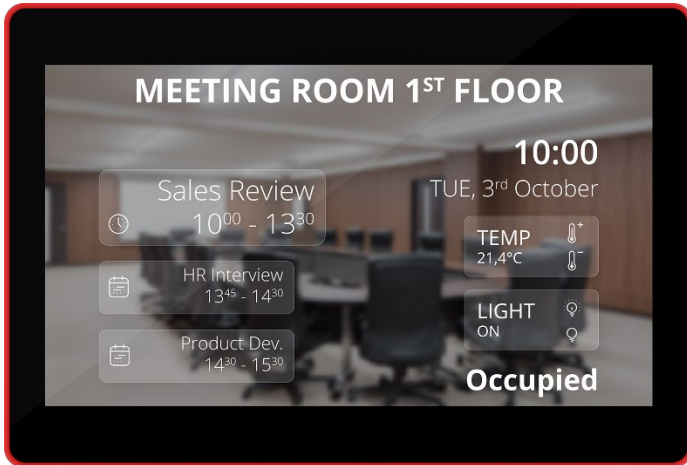 MEETING ROOM 1ST FLOOR
10:00
TUE, 3rd October
Sales Review
10⁰⁰ - 13³⁰
HR Interview
13⁴⁵ - 14³⁰
Product Dev.
14³⁰ - 15³⁰
TEMP
21,4°C
LIGHT
ON
Occupied